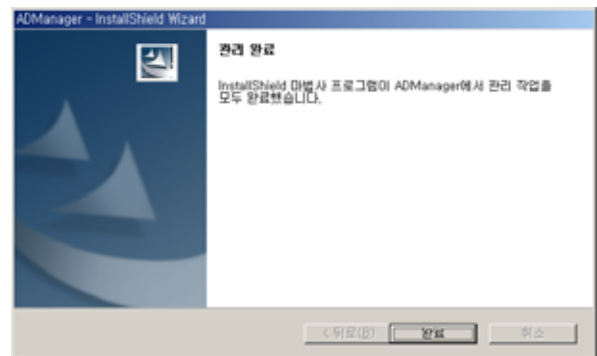 ADManager - InstallShield Wizard
관리 완료
InstallShield 마법사 프로그램이 ADManager에서 관리 작업을
모두 완료했습니다.
< 뒤로(B)
완료
취소